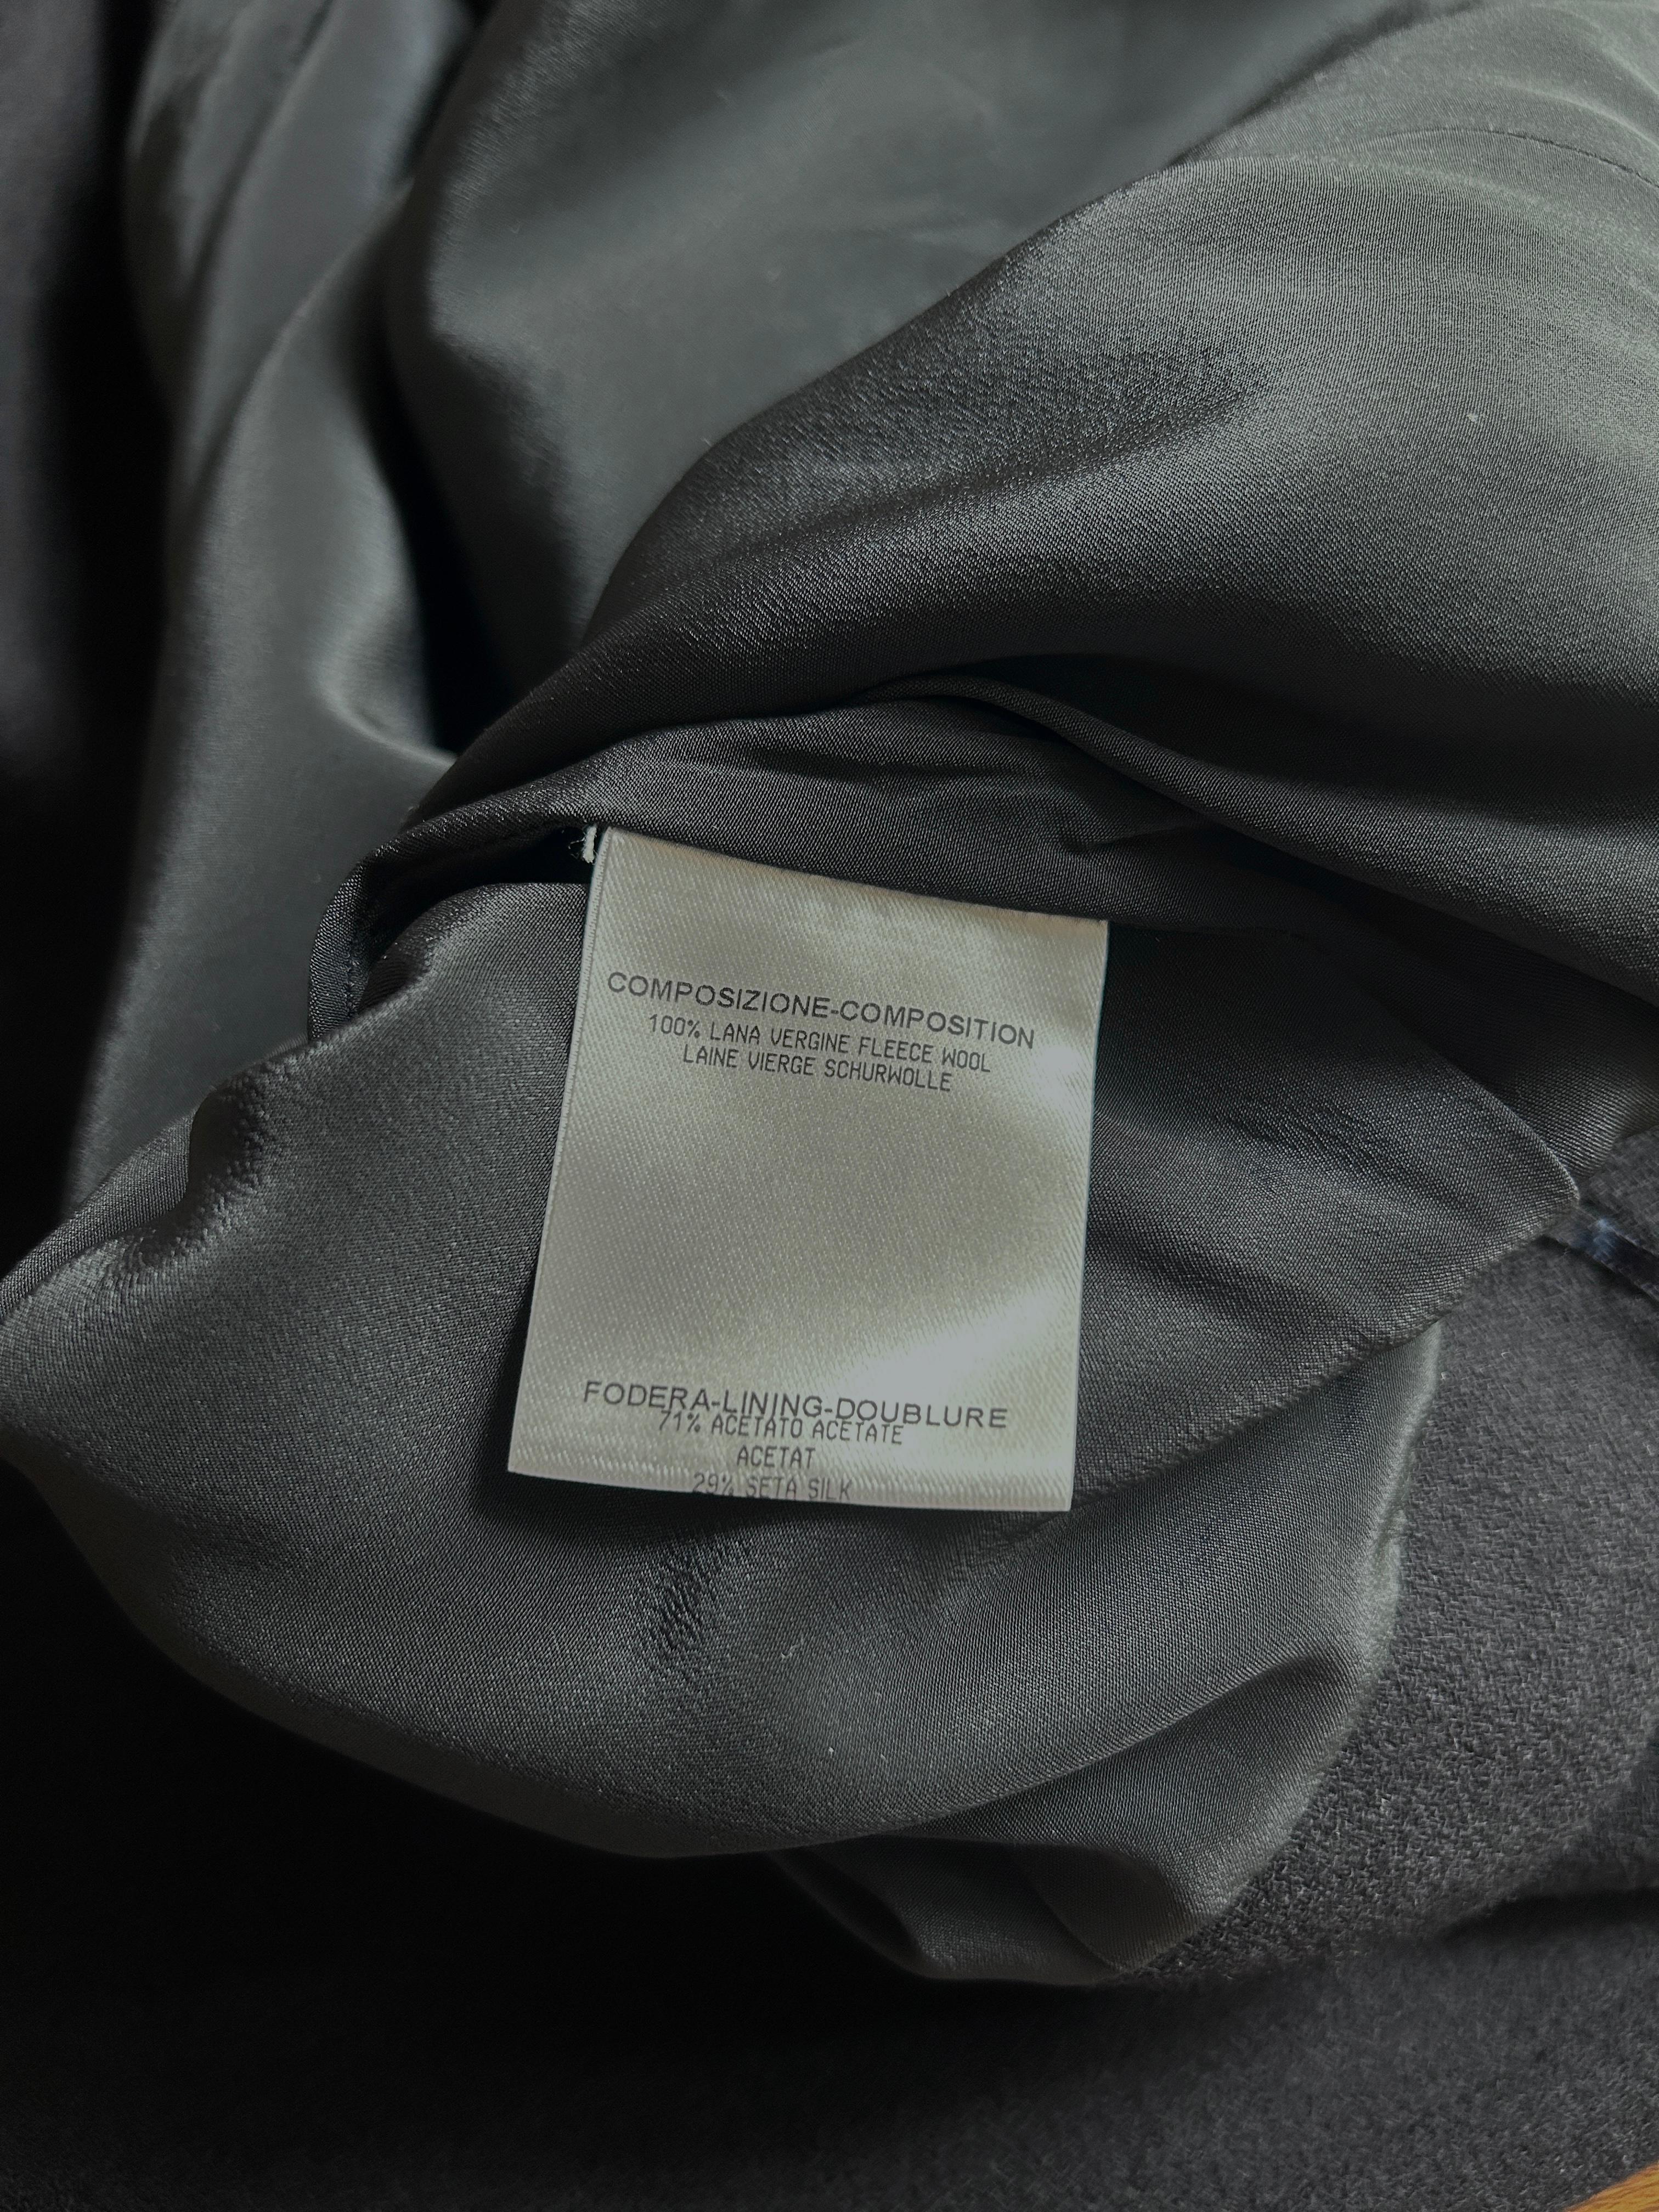 COMPOSIZIONE-COMPOSITION
100% LANA VERGINE FLEECE WOOL
LAINE VIERGE SCHURWOLLE
FODERA-LINING-DOUBLURE
71% ACETATO ACETATE
ACETAT
29% SETA SILK